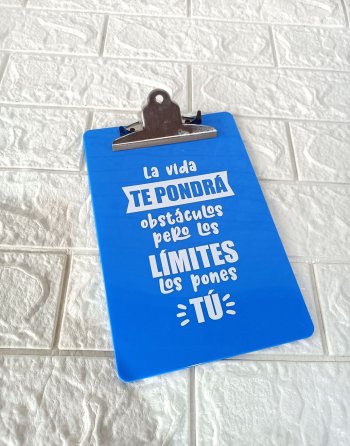 La vida
TE PONDRÁ
obstáculos
peRo Los
LÍMITES
Los pones
TÚ